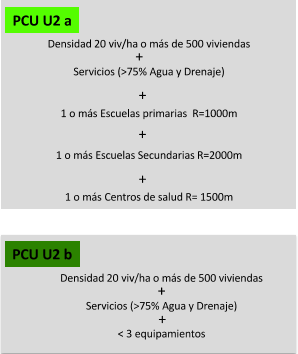 PCU U2 a
Densidad 20 viv/ha o más de 500 viviendas
+
Servicios (>75% Agua y Drenaje)
+
1 o más Escuelas primarias R=1000m
+
1 o más Escuelas Secundarias R=2000m
+
1 o más Centros de salud R= 1500m
PCU U2 b
Densidad 20 viv/ha o más de 500 viviendas
+
Servicios (>75% Agua y Drenaje)
+
< 3 equipamientos